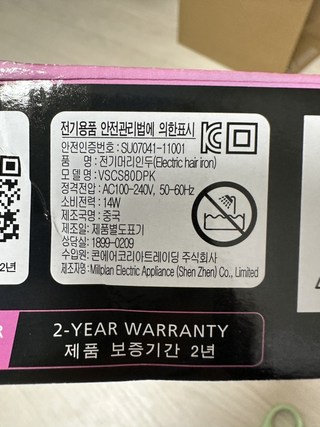 전기용품 안전관리법에 의한표시
안전인증번호 : SU07041-11001
품 명 : 전기머리인두(Electric hair iron)
모 델 명 : VSCS80DPK
정격전압 : AC100-240V, 50-60Hz
소비전력 : 14W
제조국명 : 중국
제조일 : 제품별도표기
상담실 : 1899-0209
수입원 : 콘에어코리아트레이딩 주식회사
제조지명 : Millplan Electric Appliance (Shen Zhen) Co., Limited
2년
R
2-YEAR WARRANTY
제품 보증기간 2년